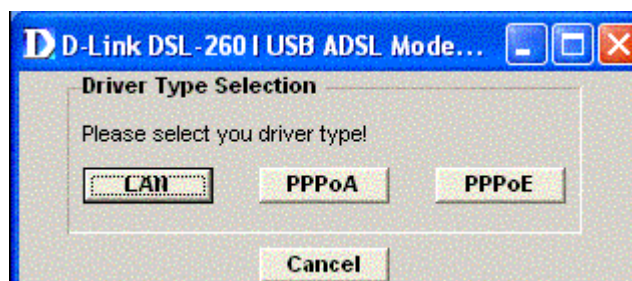 D D-Link DSL-260 I USB ADSL Mode...
Driver Type Selection
Please select you driver type!
LAN PPPoA PPPoE
Cancel